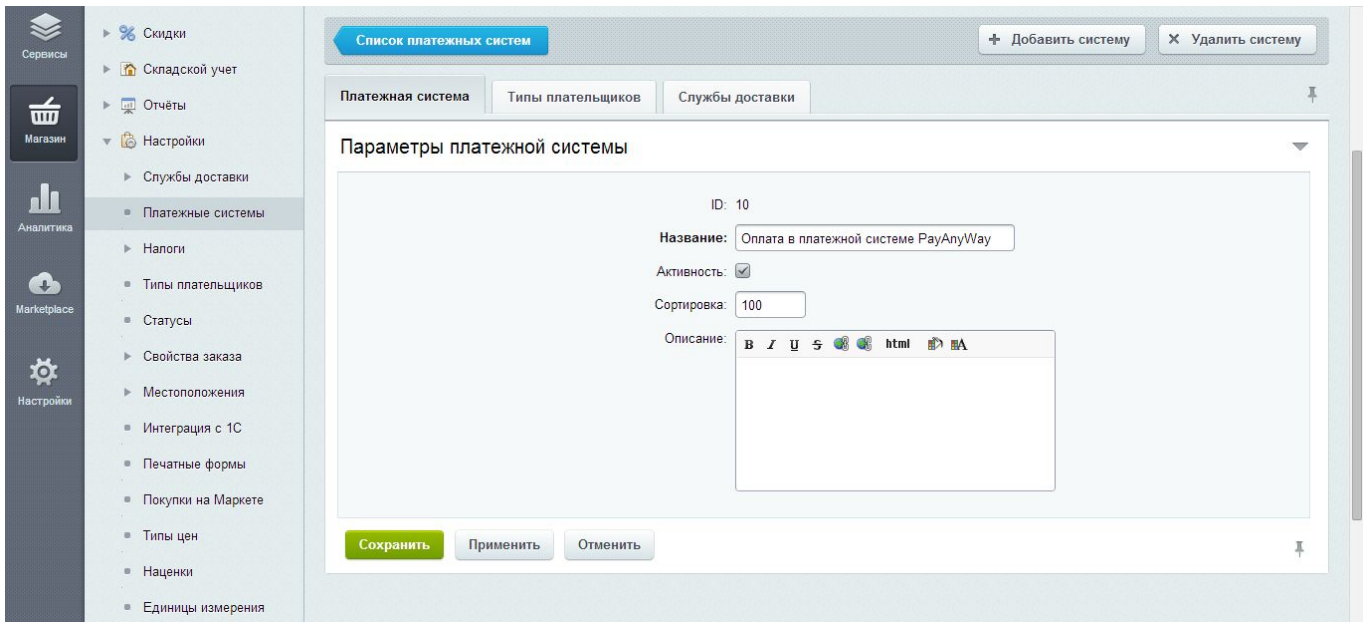 Сервисы
Магазин
Аналитика
Marketplace
Настройки
Скидки
Складской учет
Отчёты
Настройки
Службы доставки
Платежные системы
Налоги
Типы плательщиков
Статусы
Свойства заказа
Местоположения
Интеграция с 1С
Печатные формы
Покупки на Маркете
Типы цен
Наценки
Единицы измерения
Список платежных систем
+ Добавить систему
× Удалить систему
Платежная система Типы плательщиков Службы доставки
Параметры платежной системы
ID: 10
Название: Оплата в платежной системе PayAnyWay
Активность:
Сортировка: 100
Описание:
B I U S html A
Сохранить Применить Отменить